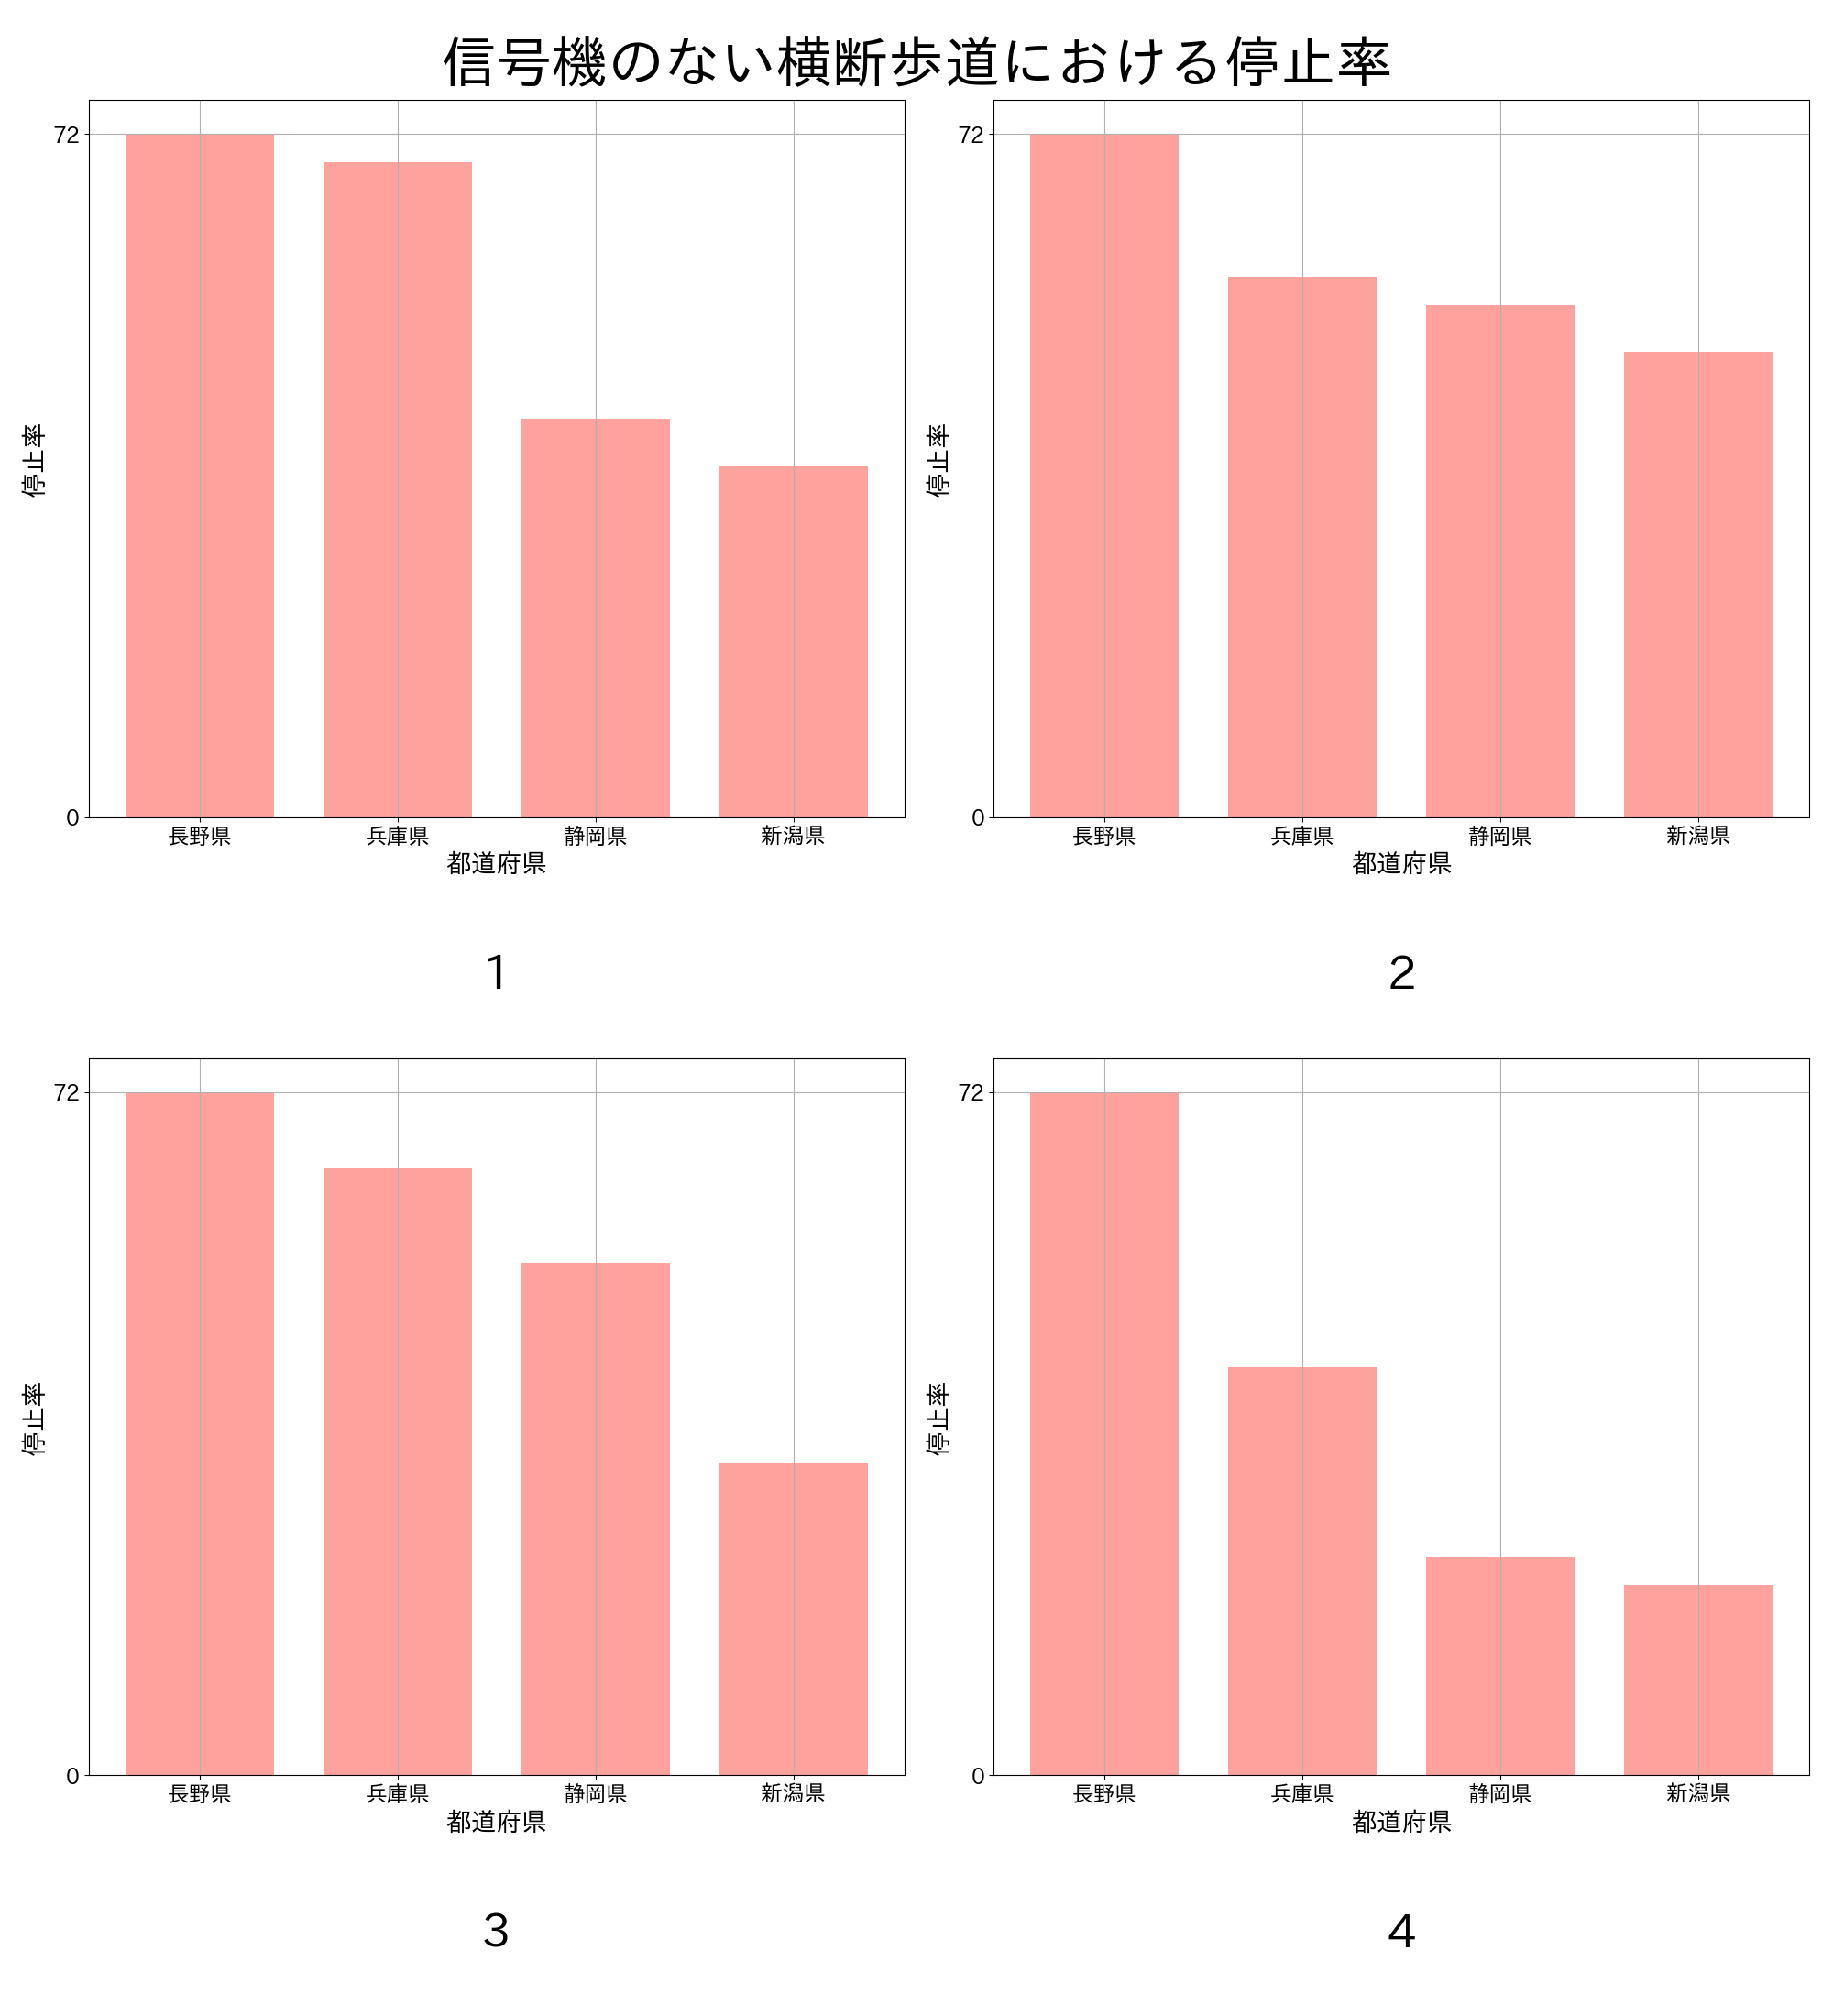 信号機のない横断歩道における停止率
72
0
停止率
長野県 兵庫県 静岡県 新潟県
都道府県
1
72
0
停止率
長野県 兵庫県 静岡県 新潟県
都道府県
2
72
0
停止率
長野県 兵庫県 静岡県 新潟県
都道府県
3
72
0
停止率
長野県 兵庫県 静岡県 新潟県
都道府県
4